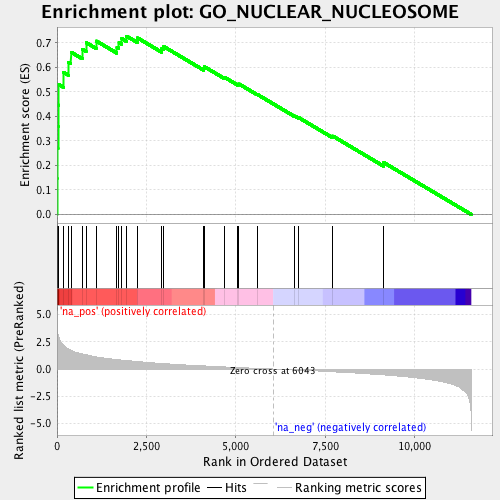 Enrichment plot: GO_NUCLEAR_NUCLEOSOME
Enrichment score (ES)
0.7
0.6
0.5
0.4
0.3
0.2
0.1
0.0
'na_pos' (positively correlated)
Ranked list metric (PreRanked)
5.0
2.5
0.0
-2.5
-5.0
Zero cross at 6043
'na_neg' (negatively correlated)
0 2,500 5,000 7,500 10,000
Rank in Ordered Dataset
Enrichment profile Hits Ranking metric scores